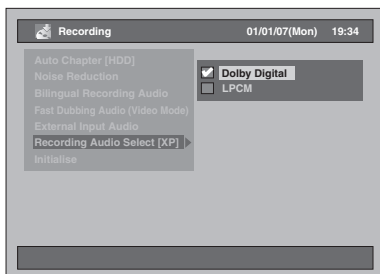 Recording 01/01/07(Mon) 19:34
Auto Chapter [HDD]
Noise Reduction
Bilingual Recording Audio
Fast Dubbing Audio (Video Mode)
External Input Audio
Recording Audio Select [XP]
Initialise
Dolby Digital
LPCM